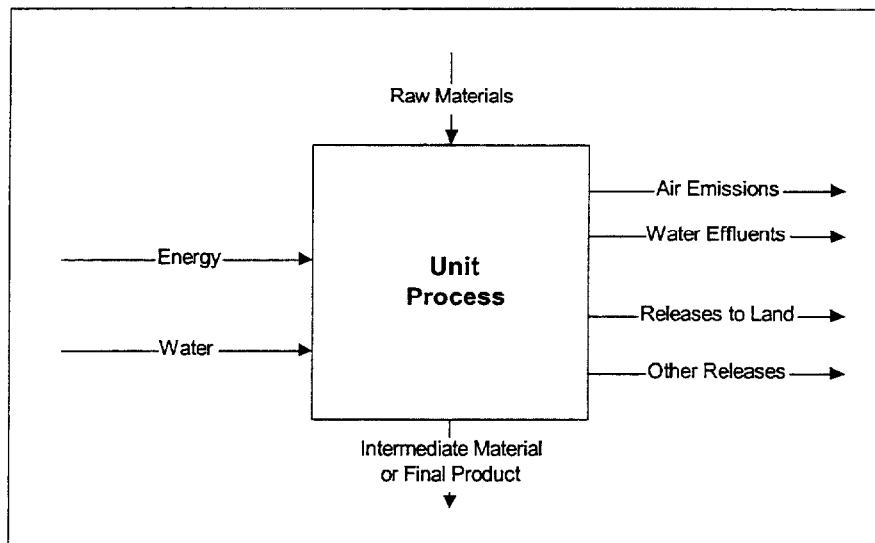 Raw Materials
Air Emissions
Water Effluents
Energy
Unit
Process
Releases to Land
Water
Other Releases
Intermediate Material
or Final Product